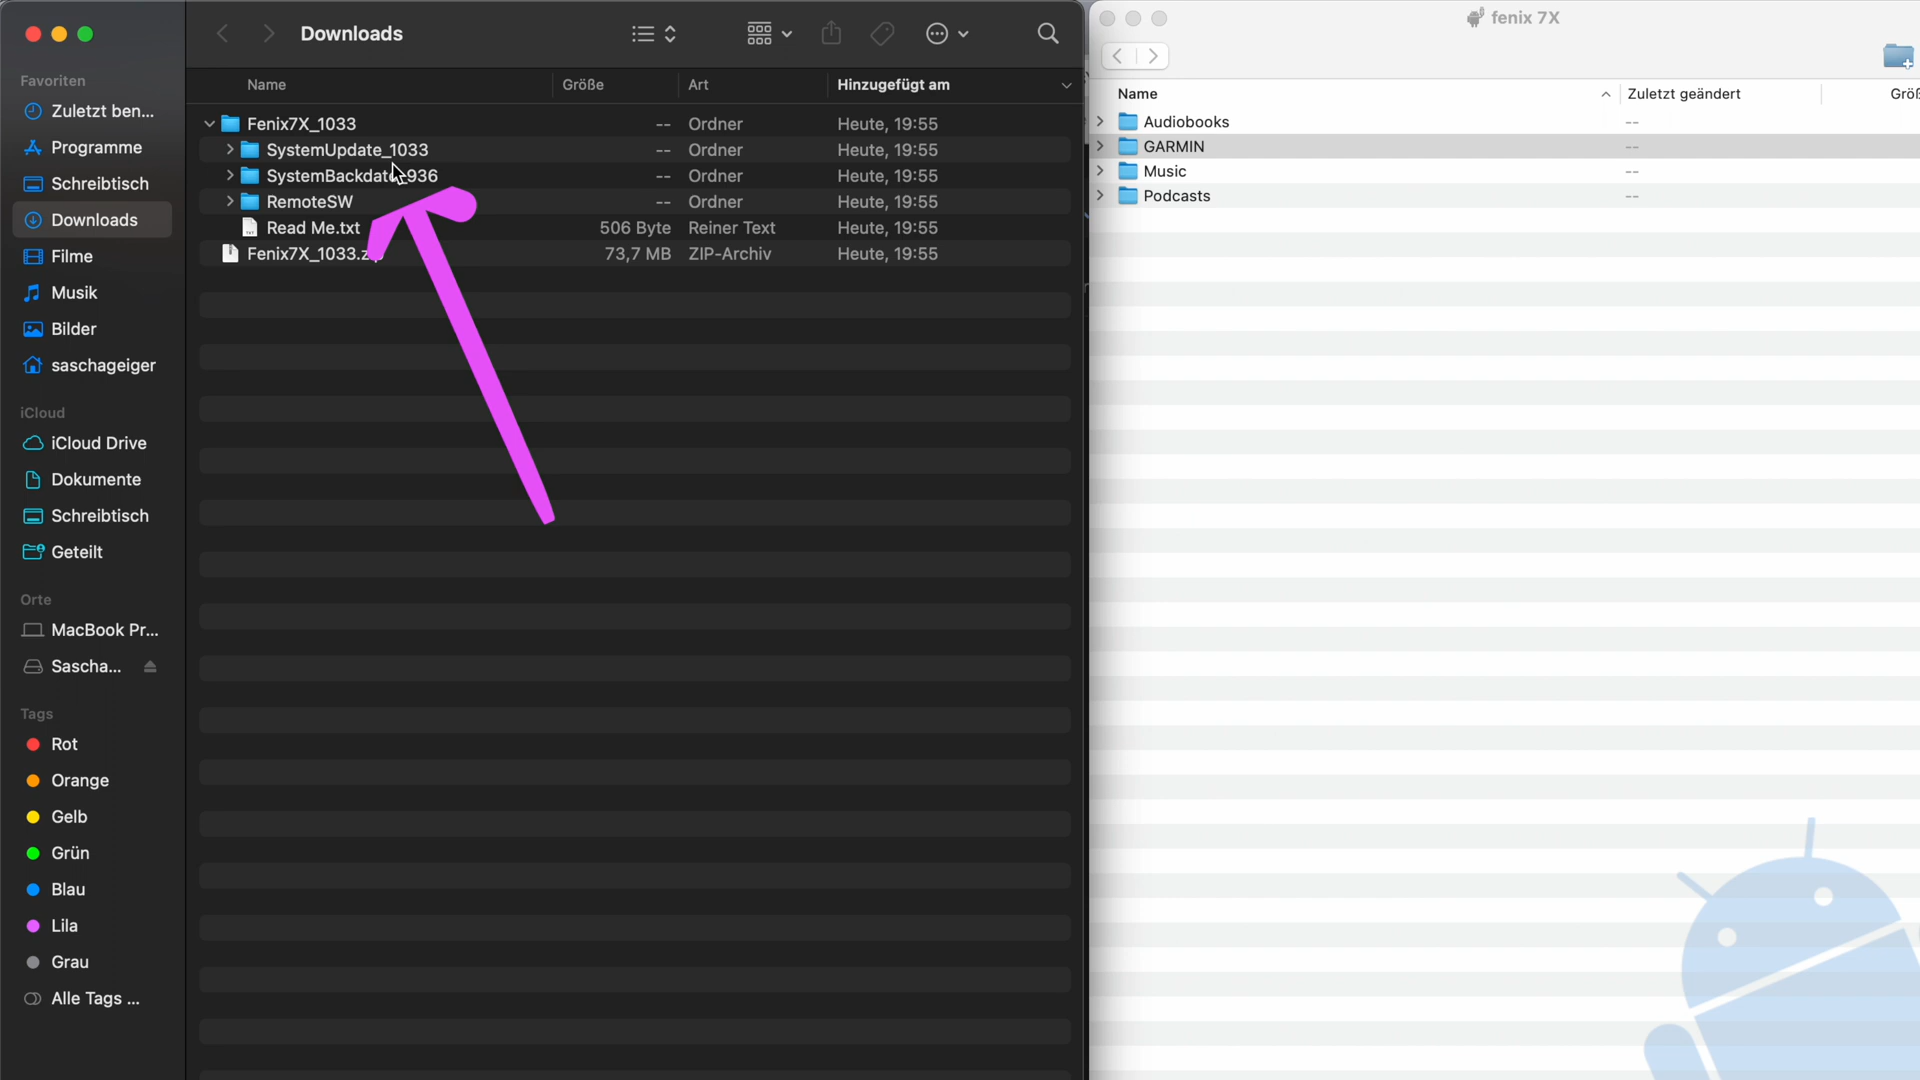 Downloads
fenix 7X
Favoriten
Zuletzt ben...
Programme
Schreibtisch
Downloads
Filme
Musik
Bilder
saschageiger
iCloud
iCloud Drive
Dokumente
Schreibtisch
Geteilt
Orte
MacBook Pr...
Sascha...
Tags
Rot
Orange
Gelb
Grün
Blau
Lila
Grau
Alle Tags ...
Name Größe Art Hinzugefügt am
Fenix7X_1033 -- Ordner Heute, 19:55
SystemUpdate_1033 -- Ordner Heute, 19:55
SystemBackdate_936 -- Ordner Heute, 19:55
RemoteSW -- Ordner Heute, 19:55
Read Me.txt 506 Byte Reiner Text Heute, 19:55
Fenix7X_1033.zip 73,7 MB ZIP-Archiv Heute, 19:55
Name Zuletzt geändert Größ
Audiobooks --
GARMIN --
Music --
Podcasts --